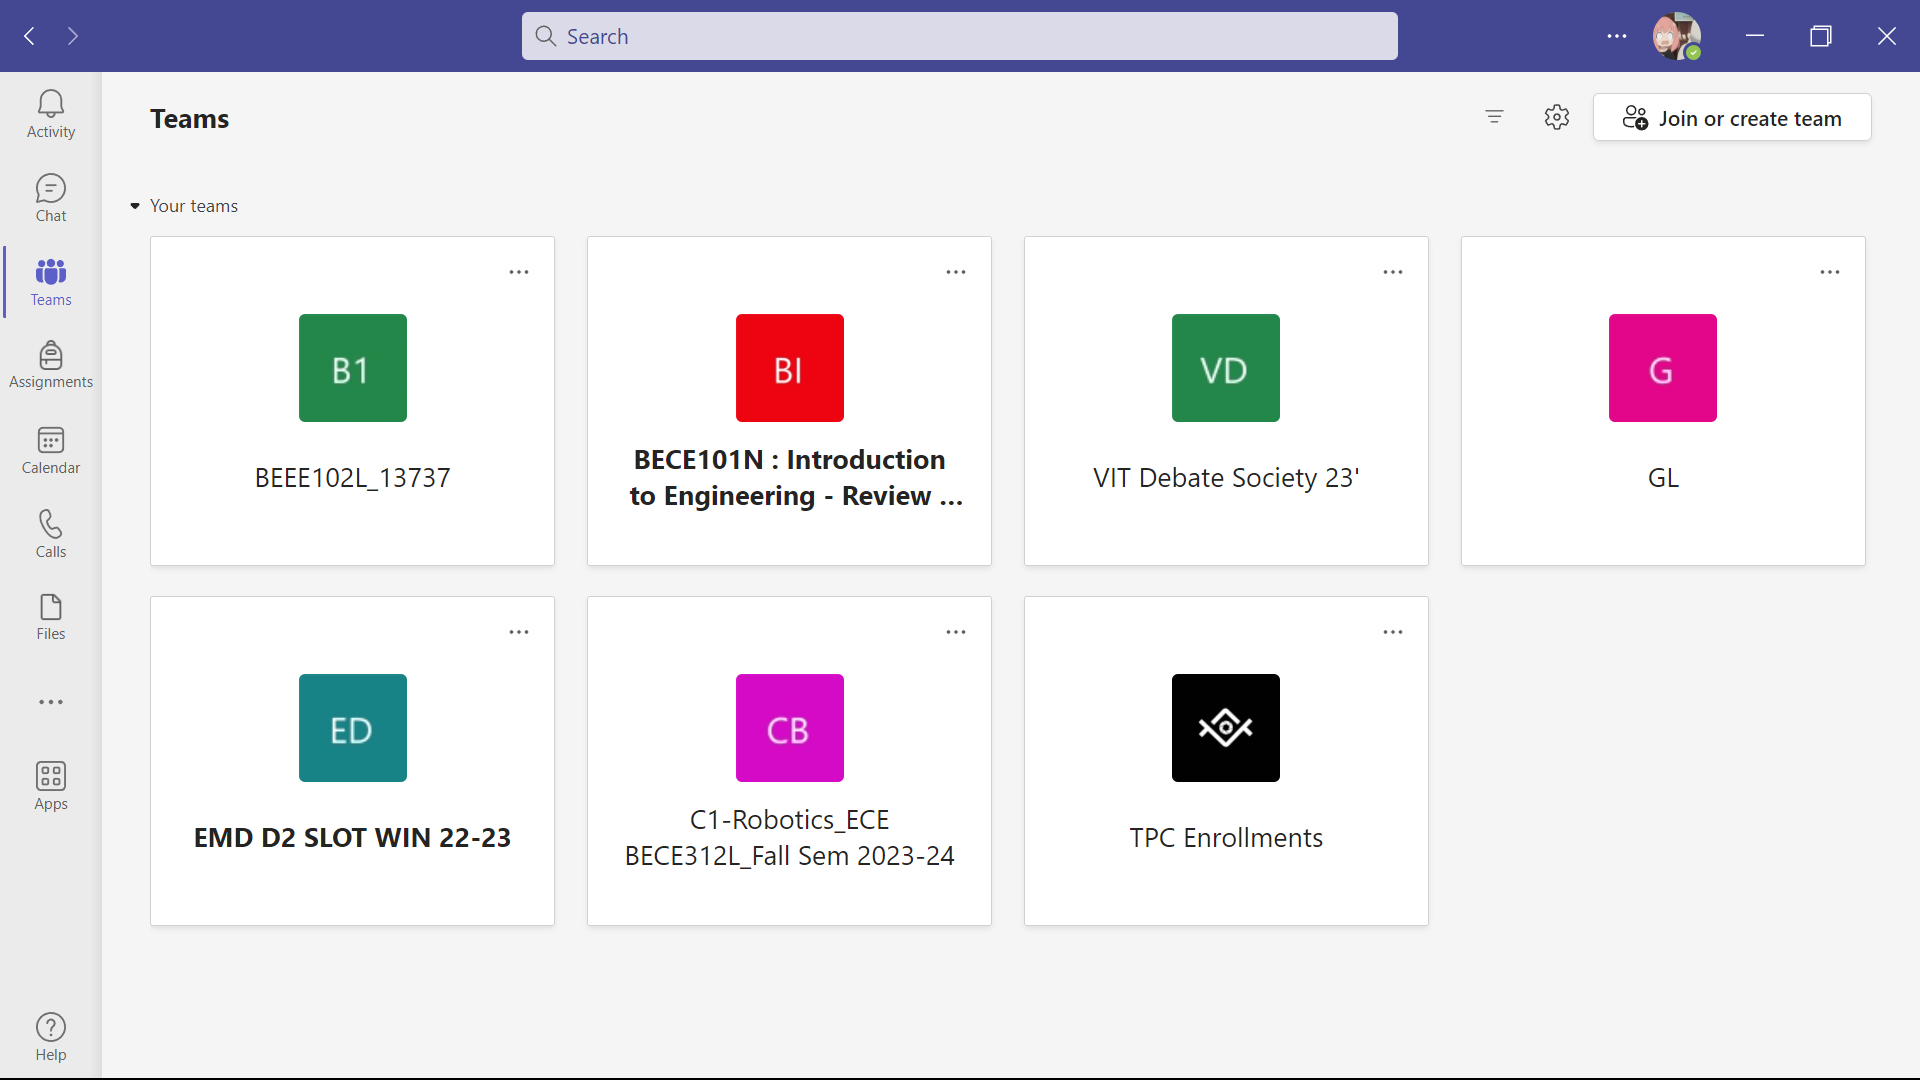 Search
Activity
Chat
Teams
Assignments
Calendar
Calls
Files
Apps
Help
Teams
Join or create team
Your teams
B1
BEEE102L_13737
BI
BECE101N : Introduction
to Engineering - Review ...
VD
VIT Debate Society 23'
G
GL
ED
EMD D2 SLOT WIN 22-23
CB
C1-Robotics_ECE
BECE312L_Fall Sem 2023-24
TPC Enrollments